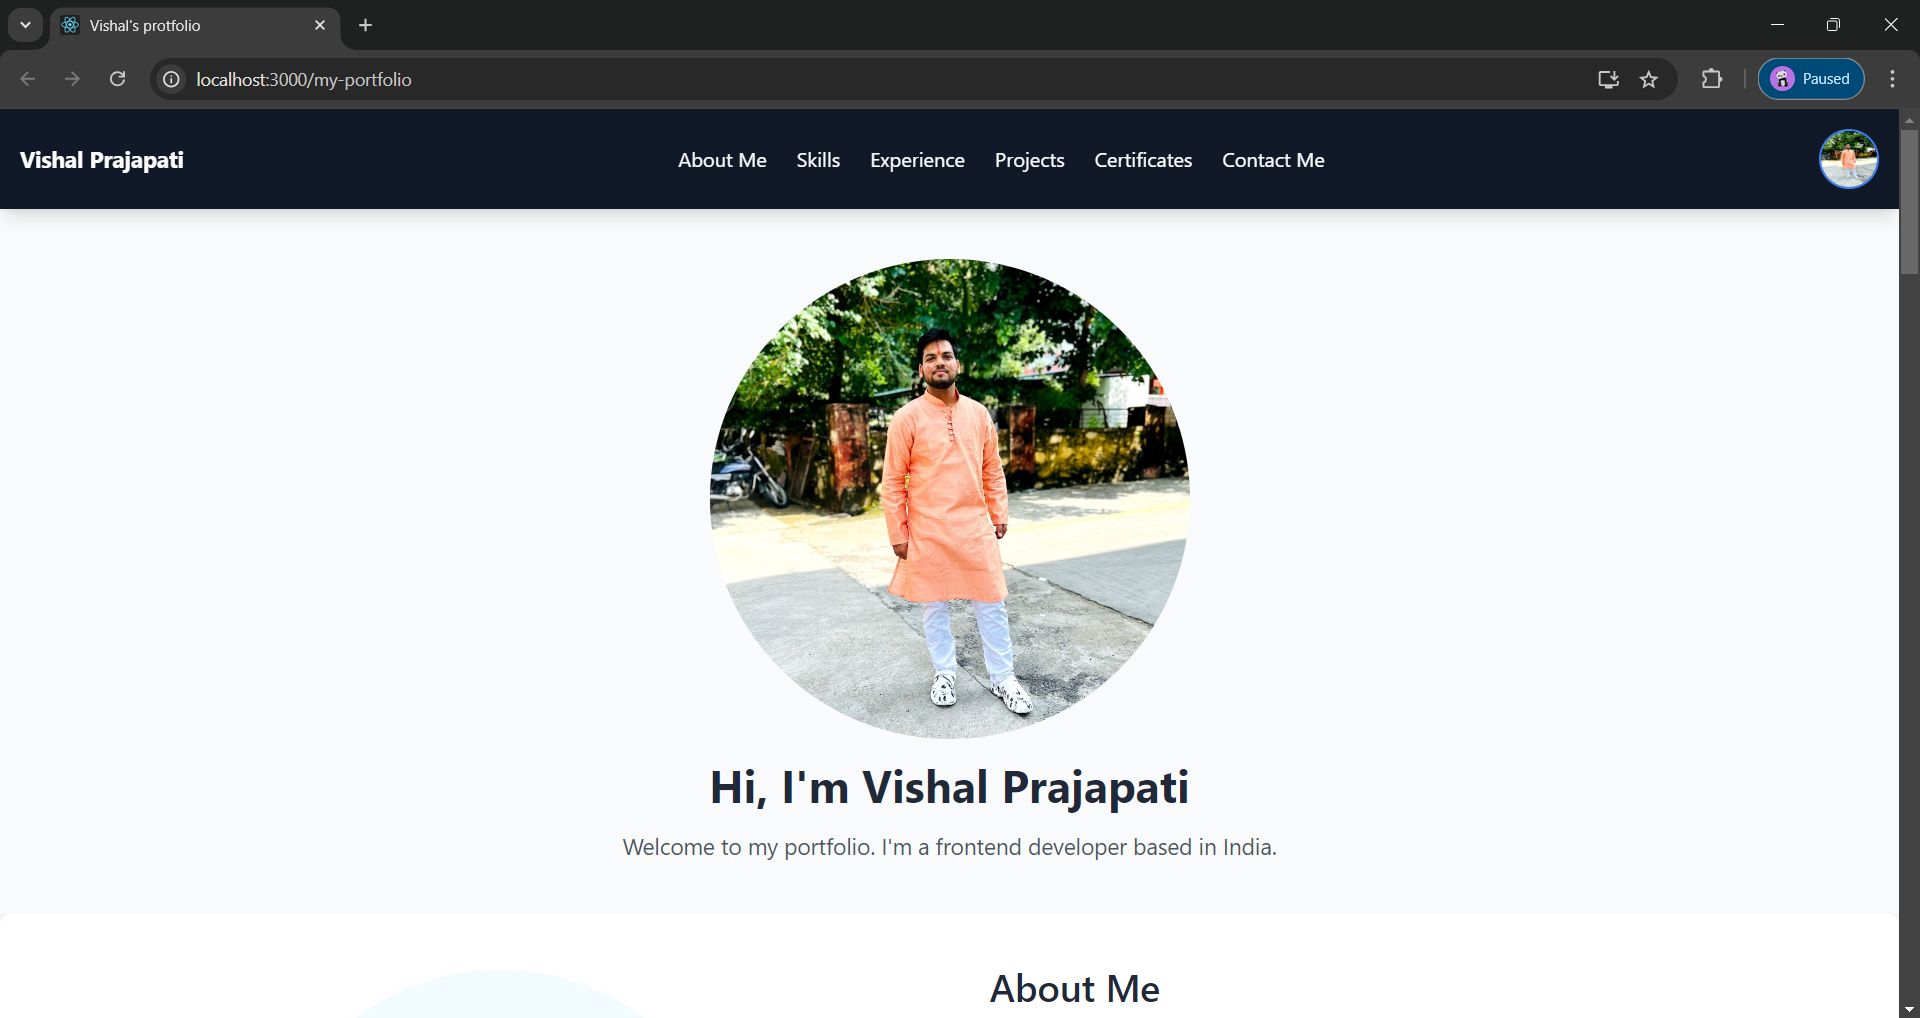 Vishal's protfolio
localhost:3000/my-portfolio
Paused
Vishal Prajapati
About Me
Skills
Experience
Projects
Certificates
Contact Me
Hi, I'm Vishal Prajapati
Welcome to my portfolio. I'm a frontend developer based in India.
About Me